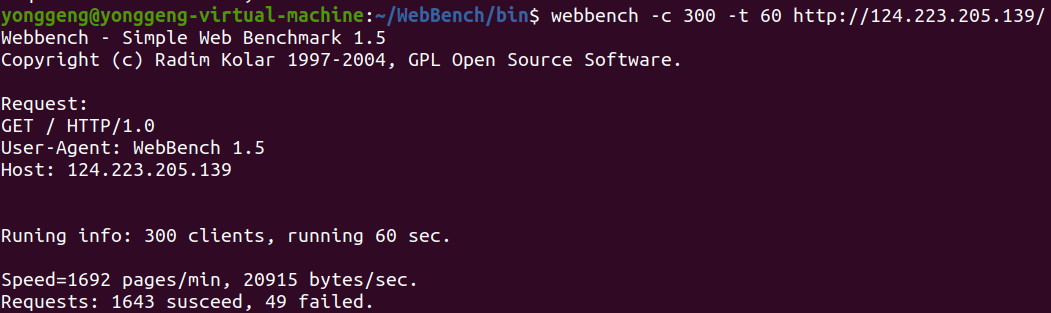 yonggeng@yonggeng-virtual-machine:~/WebBench/bin$ webbench -c 300 -t 60 http://124.223.205.139/
Webbench - Simple Web Benchmark 1.5
Copyright (c) Radim Kolar 1997-2004, GPL Open Source Software.
Request:
GET / HTTP/1.0
User-Agent: WebBench 1.5
Host: 124.223.205.139
Runing info: 300 clients, running 60 sec.
Speed=1692 pages/min, 20915 bytes/sec.
Requests: 1643 susceed, 49 failed.